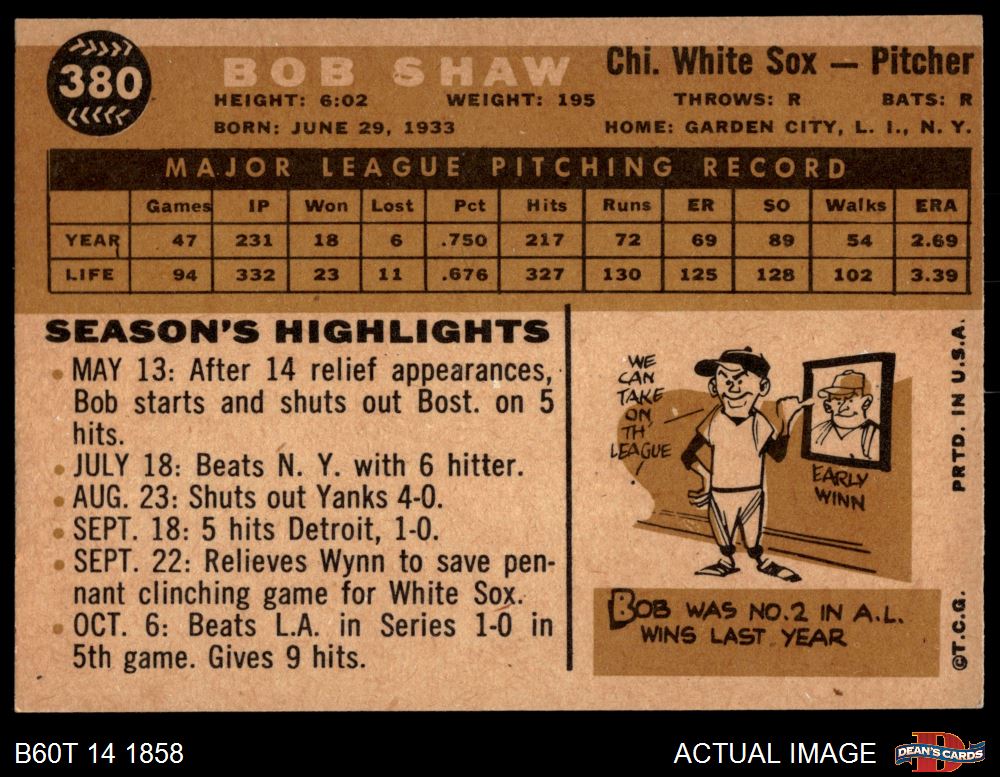 380
BOB SHAW
Chi. White Sox — Pitcher
HEIGHT: 6:02 WEIGHT: 195 THROWS: R BATS: R
BORN: JUNE 29, 1933 HOME: GARDEN CITY, L. I., N. Y.
MAJOR LEAGUE PITCHING RECORD
Games IP Won Lost Pct Hits Runs ER SO Walks ERA
YEAR 47 231 18 6 .750 217 72 69 89 54 2.69
LIFE 94 332 23 11 .676 327 130 125 128 102 3.39
SEASON'S HIGHLIGHTS
• MAY 13: After 14 relief appearances,
Bob starts and shuts out Bost. on 5
hits.
• JULY 18: Beats N. Y. with 6 hitter.
• AUG. 23: Shuts out Yanks 4-0.
• SEPT. 18: 5 hits Detroit, 1-0.
• SEPT. 22: Relieves Wynn to save pen-
nant clinching game for White Sox.
• OCT. 6: Beats L.A. in Series 1-0 in
5th game. Gives 9 hits.
WE
CAN
TAKE
ON
TH'
LEAGUE
EARLY
WINN
BOB WAS NO.2 IN A.L.
WINS LAST YEAR
PRTD. IN U.S.A.
©T.C.G.
B60T 14 1858
ACTUAL IMAGE
D
DEAN'S CARDS